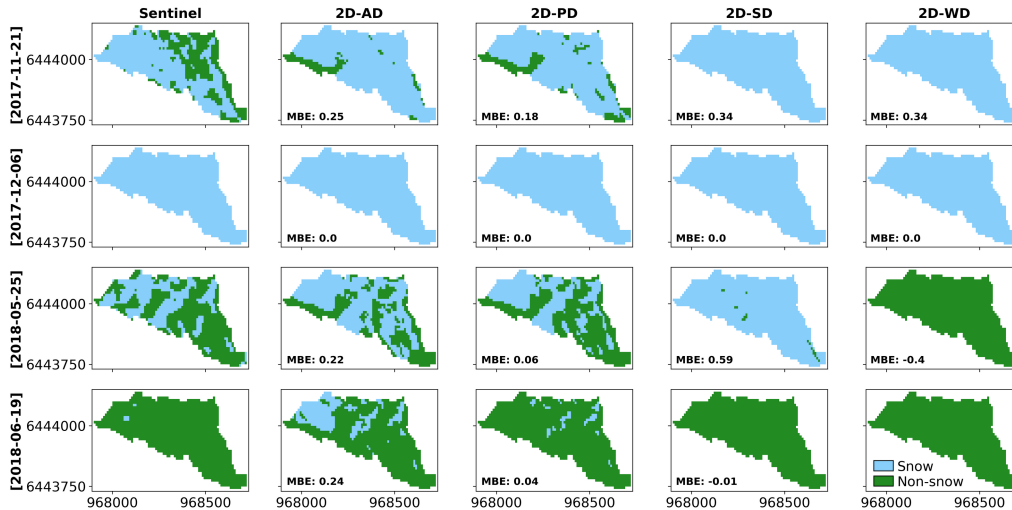 Sentinel 2D-AD 2D-PD 2D-SD 2D-WD
[2017-11-21]
6444000
6443750
MBE: 0.25 MBE: 0.18 MBE: 0.34 MBE: 0.34
[2017-12-06]
6444000
6443750
MBE: 0.0 MBE: 0.0 MBE: 0.0 MBE: 0.0
[2018-05-25]
6444000
6443750
MBE: 0.22 MBE: 0.06 MBE: 0.59 MBE: -0.4
[2018-06-19]
6444000
6443750
MBE: 0.24 MBE: 0.04 MBE: -0.01
Snow
Non-snow
968000 968500 968000 968500 968000 968500 968000 968500 968000 968500